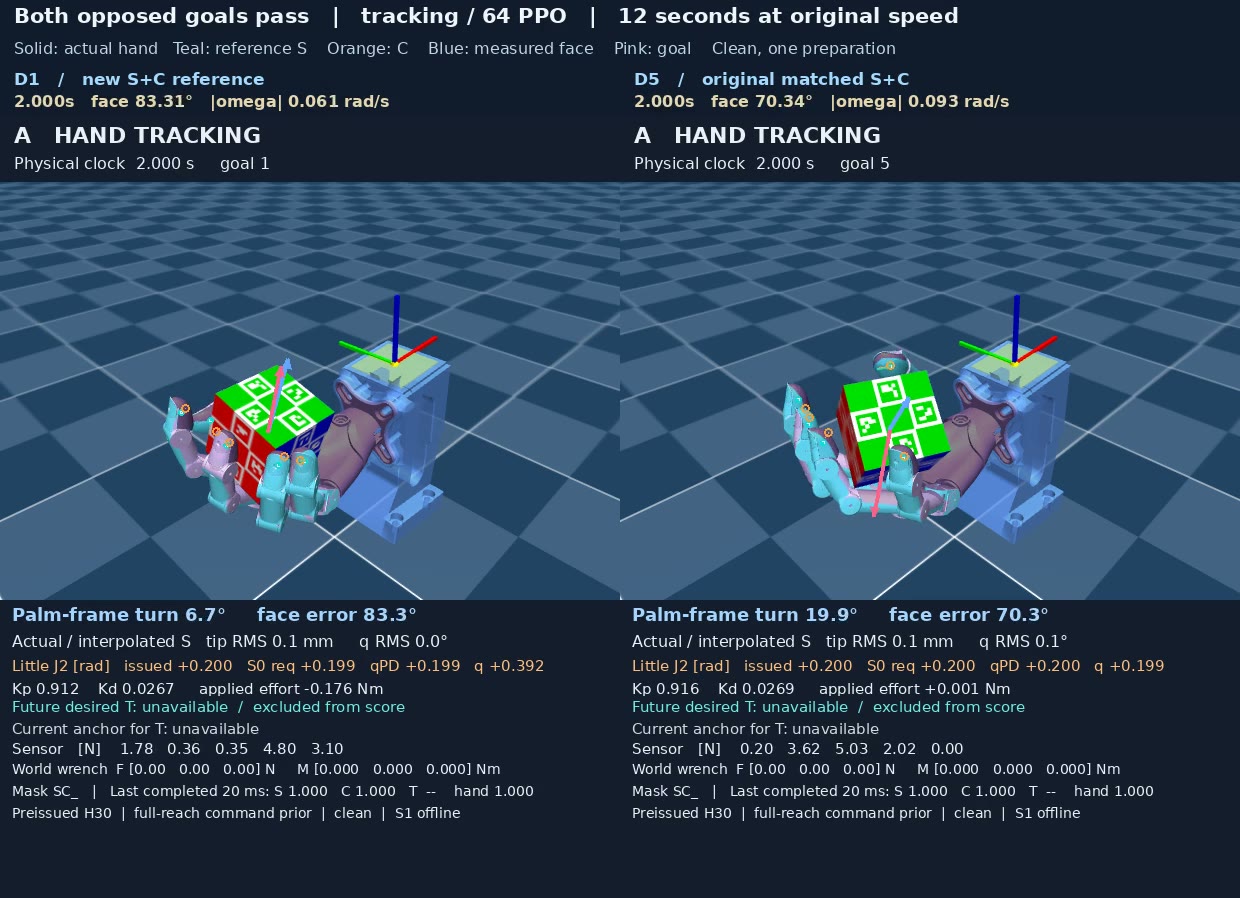 Both opposed goals pass | tracking / 64 PPO | 12 seconds at original speed
Solid: actual hand Teal: reference S Orange: C Blue: measured face Pink: goal Clean, one preparation
D1 / new S+C reference
2.000s face 83.31° |omega| 0.061 rad/s
A HAND TRACKING
Physical clock 2.000 s goal 1
Palm-frame turn 6.7° face error 83.3°
Actual / interpolated S tip RMS 0.1 mm q RMS 0.0°
Little J2 [rad] issued +0.200 S0 req +0.199 qPD +0.199 q +0.392
Kp 0.912 Kd 0.0267 applied effort -0.176 Nm
Future desired T: unavailable / excluded from score
Current anchor for T: unavailable
Sensor [N] 1.78 0.36 0.35 4.80 3.10
World wrench F [0.00 0.00 0.00] N M [0.000 0.000 0.000] Nm
Mask SC_ | Last completed 20 ms: S 1.000 C 1.000 T -- hand 1.000
Preissued H30 | full-reach command prior | clean | S1 offline
D5 / original matched S+C
2.000s face 70.34° |omega| 0.093 rad/s
A HAND TRACKING
Physical clock 2.000 s goal 5
Palm-frame turn 19.9° face error 70.3°
Actual / interpolated S tip RMS 0.1 mm q RMS 0.1°
Little J2 [rad] issued +0.200 S0 req +0.200 qPD +0.200 q +0.199
Kp 0.916 Kd 0.0269 applied effort +0.001 Nm
Future desired T: unavailable / excluded from score
Current anchor for T: unavailable
Sensor [N] 0.20 3.62 5.03 2.02 0.00
World wrench F [0.00 0.00 0.00] N M [0.000 0.000 0.000] Nm
Mask SC_ | Last completed 20 ms: S 1.000 C 1.000 T -- hand 1.000
Preissued H30 | full-reach command prior | clean | S1 offline